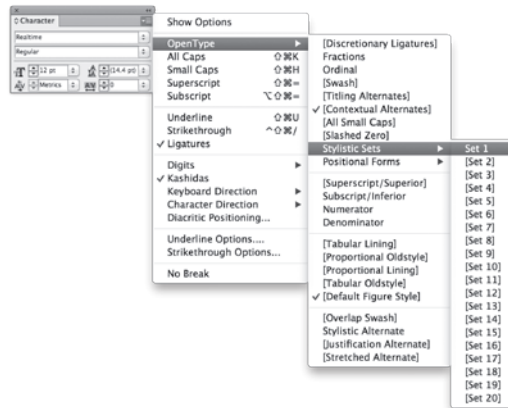 Character
Realtime
Regular
12 pt
(14.4 pt)
Metrics
0
Show Options
OpenType
All Caps ⇧⌘K
Small Caps ⇧⌘H
Superscript ⇧⌘=
Subscript ⌥⇧⌘=
Underline ⇧⌘U
Strikethrough ^⇧⌘/
✓ Ligatures
Digits
✓ Kashidas
Keyboard Direction
Character Direction
Diacritic Positioning...
Underline Options....
Strikethrough Options...
No Break
[Discretionary Ligatures]
Fractions
Ordinal
[Swash]
[Titling Alternates]
✓ [Contextual Alternates]
[All Small Caps]
[Slashed Zero]
Stylistic Sets
Positional Forms
[Superscript/Superior]
Subscript/Inferior
Numerator
Denominator
[Tabular Lining]
[Proportional Oldstyle]
[Proportional Lining]
[Tabular Oldstyle]
✓ [Default Figure Style]
[Overlap Swash]
Stylistic Alternate
[Justification Alternate]
[Stretched Alternate]
Set 1
[Set 2]
[Set 3]
[Set 4]
[Set 5]
[Set 6]
[Set 7]
[Set 8]
[Set 9]
[Set 10]
[Set 11]
[Set 12]
[Set 13]
[Set 14]
[Set 15]
[Set 16]
[Set 17]
[Set 18]
[Set 19]
[Set 20]